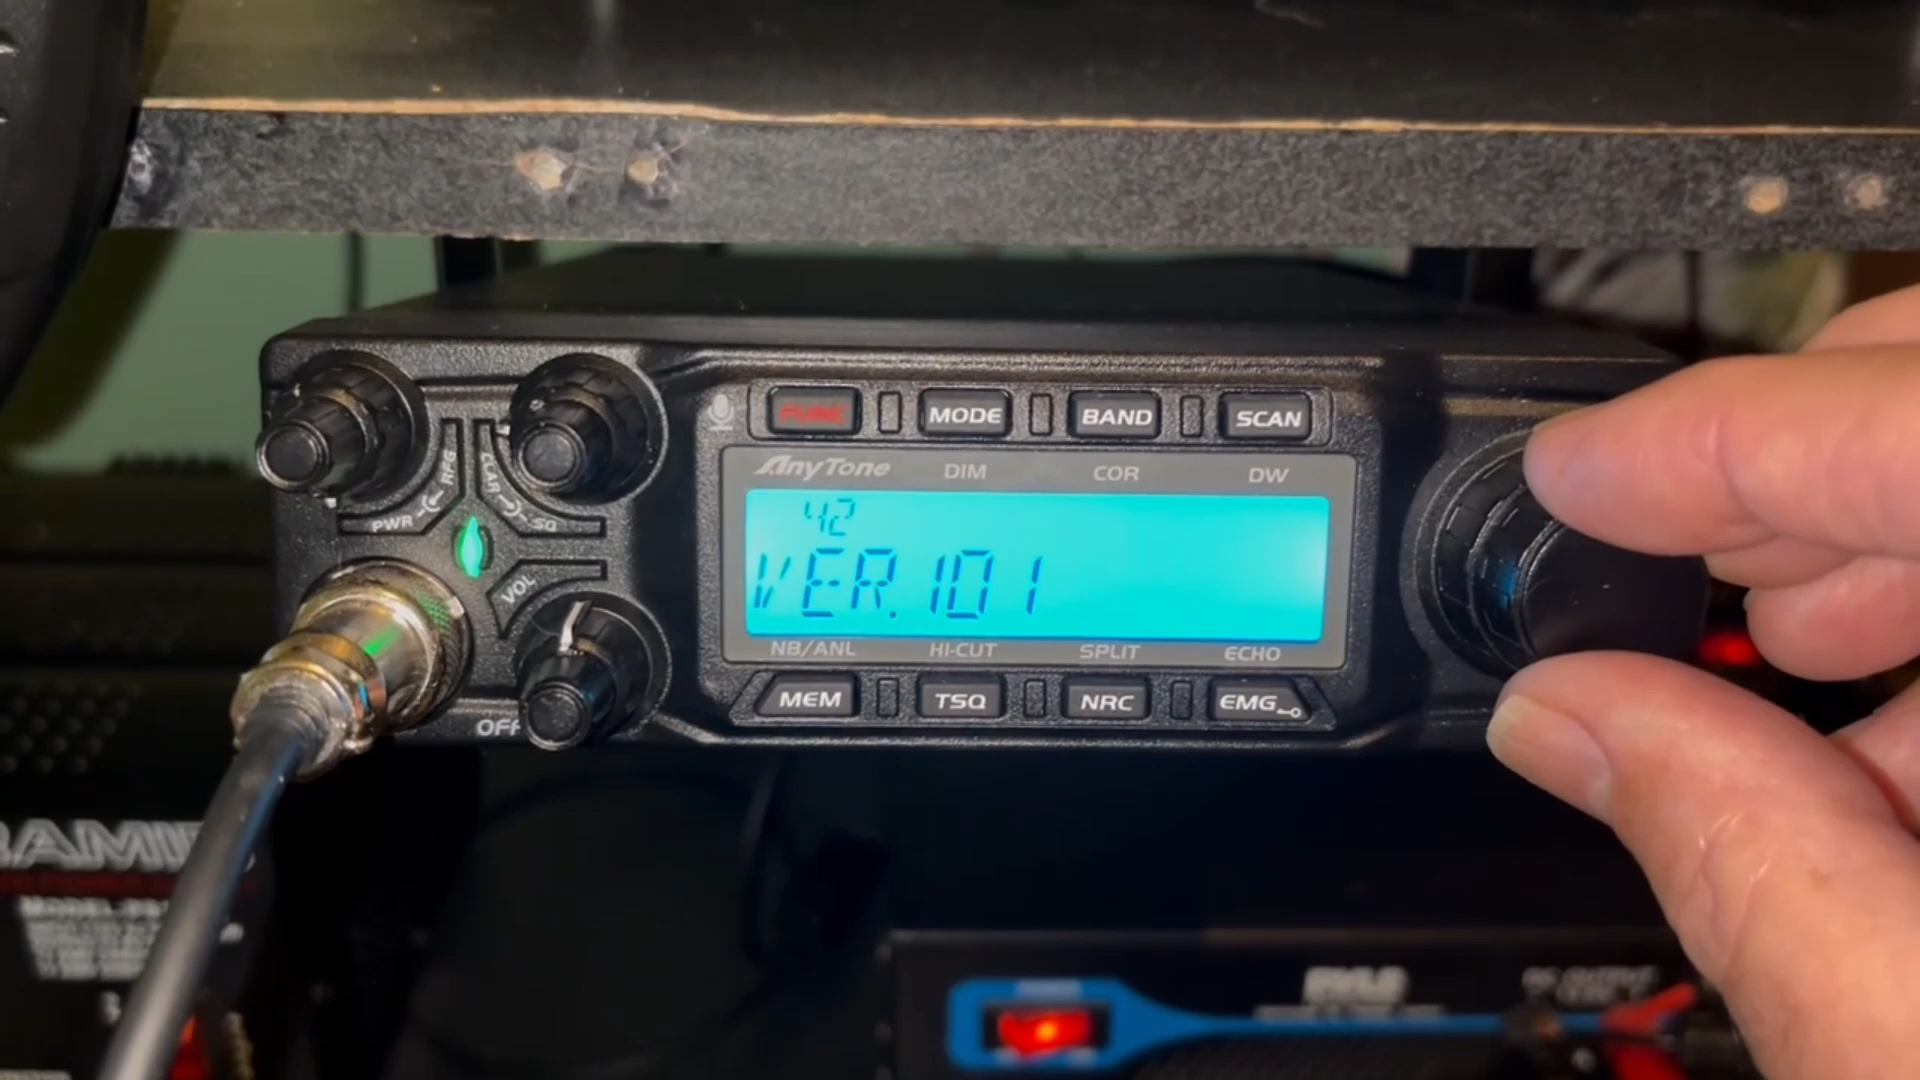 FUNC MODE BAND SCAN
AnyTone DIM COR DW
42
VER.101
NB/ANL HI-CUT SPLIT ECHO
MEM TSQ NRC EMG
PWR RFG CLAR SQ
VOL
OFF